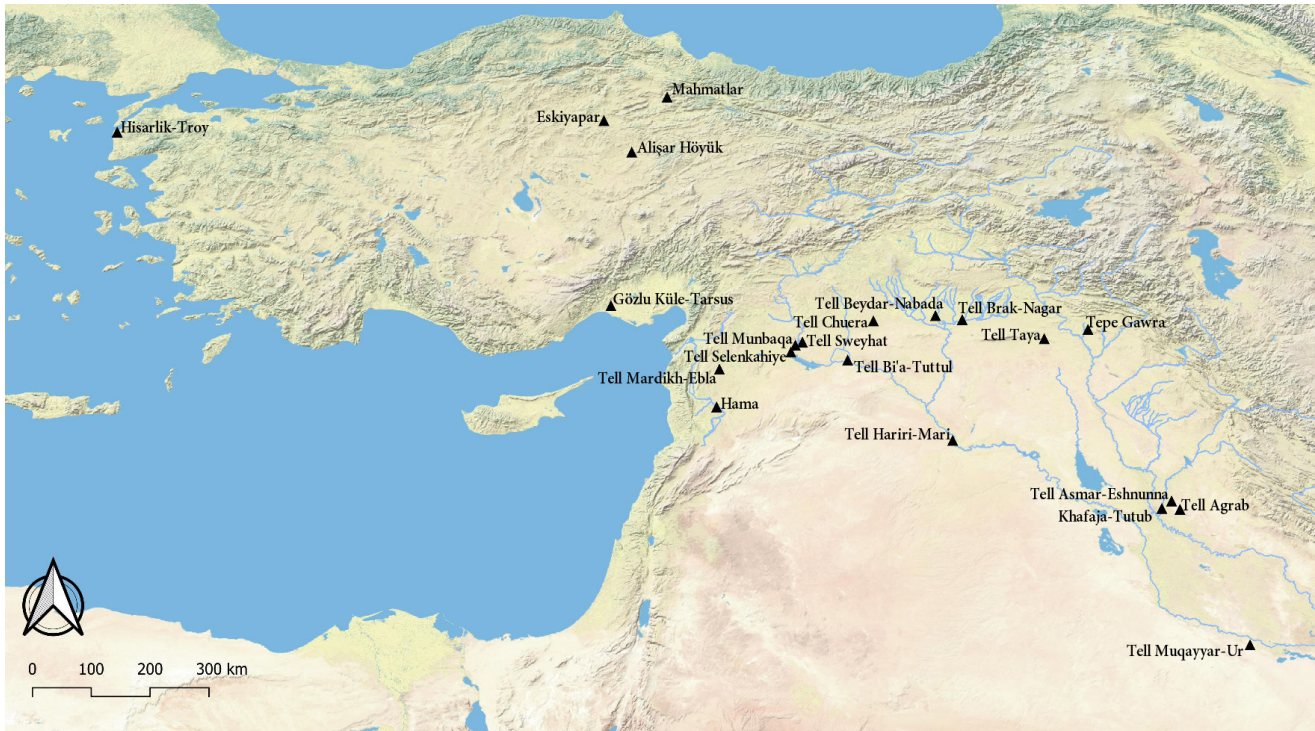 Mahmatlar
Eskiyapar
Hisarlik-Troy
Alişar Höyük
Gözlu Küle-Tarsus
Tell Beydar-Nabada
Tell Brak-Nagar
Tell Chuera
Tepe Gawra
Tell Munbaqa
Tell Sweyhat
Tell Taya
Tell Selenkahiye
Tell Bi'a-Tuttul
Tell Mardikh-Ebla
Hama
Tell Hariri-Mari
Tell Asmar-Eshnunna
Tell Agrab
Khafaja-Tutub
Tell Muqayyar-Ur
0 100 200 300 km